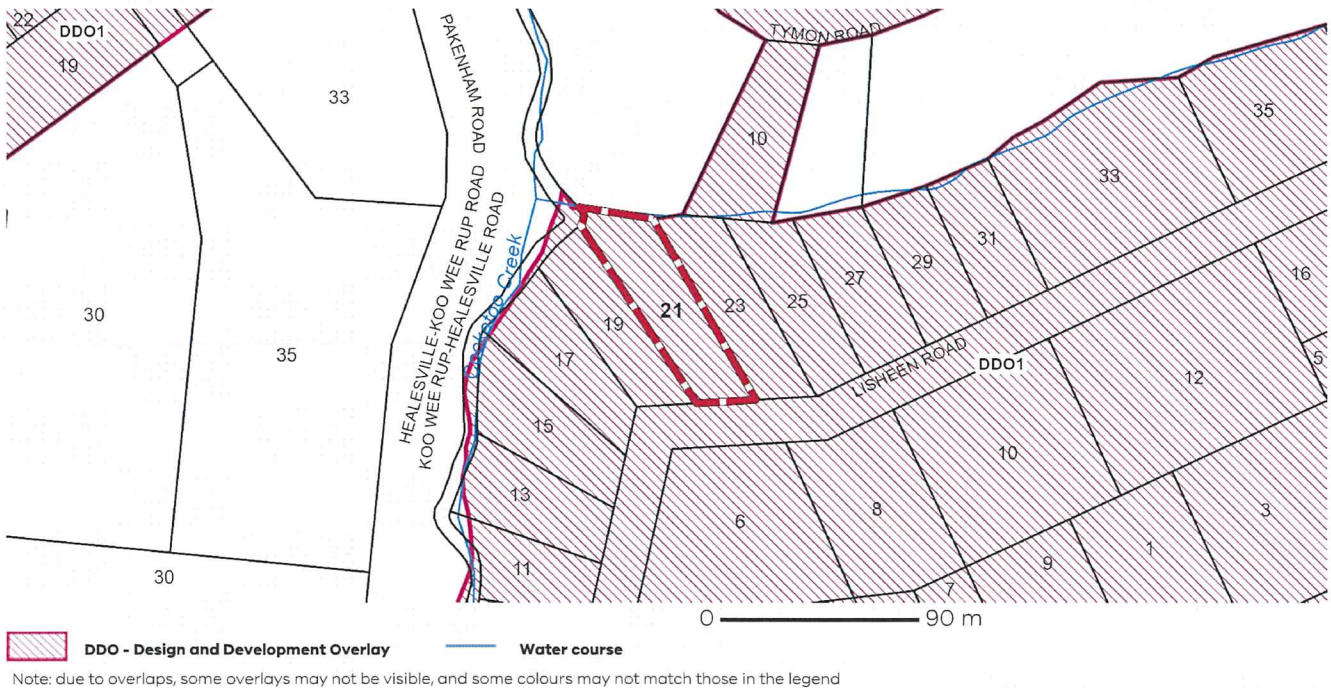 22
DDO1
19
33
PAKENHAM ROAD
TYMON ROAD
10
35
33
31
29
27
25
23
21
19
17
15
13
11
HEALESVILLE-KOO WEE RUP ROAD
KOO WEE RUP-HEALESVILLE ROAD
Cockatoo Creek
30
35
30
LISHEEN ROAD
DDO1
16
5
12
10
8
6
3
1
9
7
0 90 m
DDO - Design and Development Overlay
Water course
Note: due to overlaps, some overlays may not be visible, and some colours may not match those in the legend